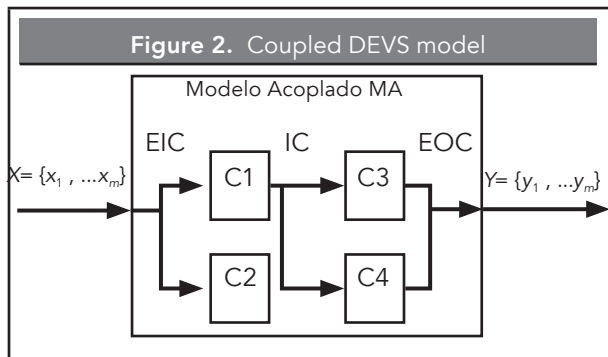 Figure 2. Coupled DEVS model
Modelo Acoplado MA
EIC IC EOC
X= {x1 , ...xm}
C1 C3
Y= {y1 , ...ym}
C2 C4